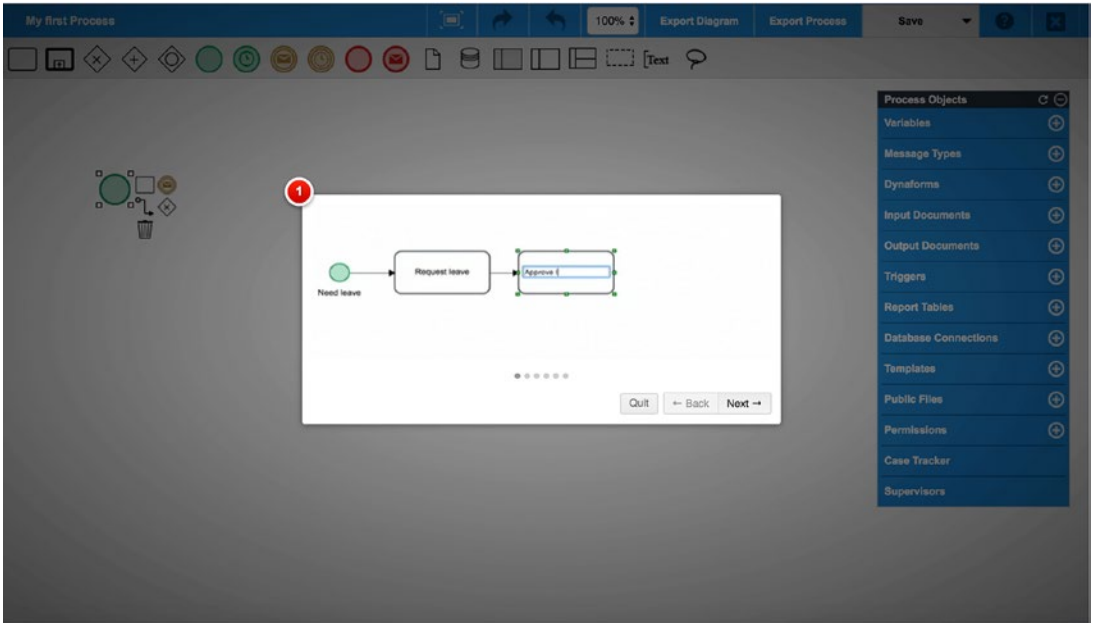 My first Process
100%
Export Diagram
Export Process
Save
?
Text
Process Objects
Variables
Message Types
Dynaforms
Input Documents
Output Documents
Triggers
Report Tables
Database Connections
Templates
Public Files
Permissions
Case Tracker
Supervisors
1
Need leave
Request leave
Approve l
Quit
← Back
Next →